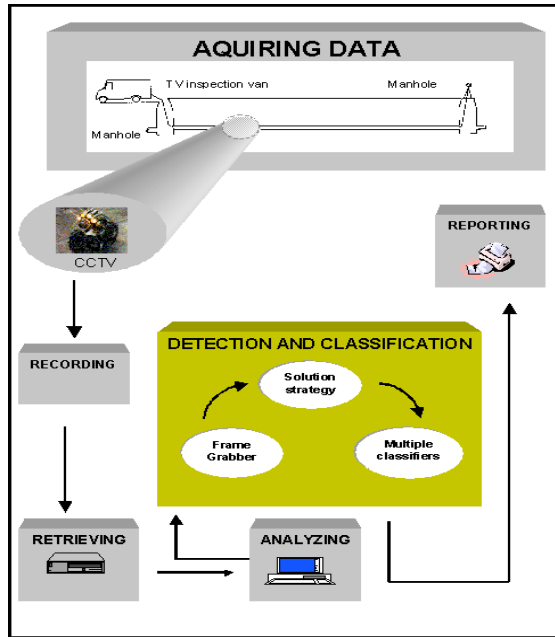 AQUIRING DATA
TV inspection van
Manhole
Manhole
CCTV
REPORTING
RECORDING
DETECTION AND CLASSIFICATION
Solution
strategy
Frame
Grabber
Multiple
classifiers
RETRIEVING
ANALYZING